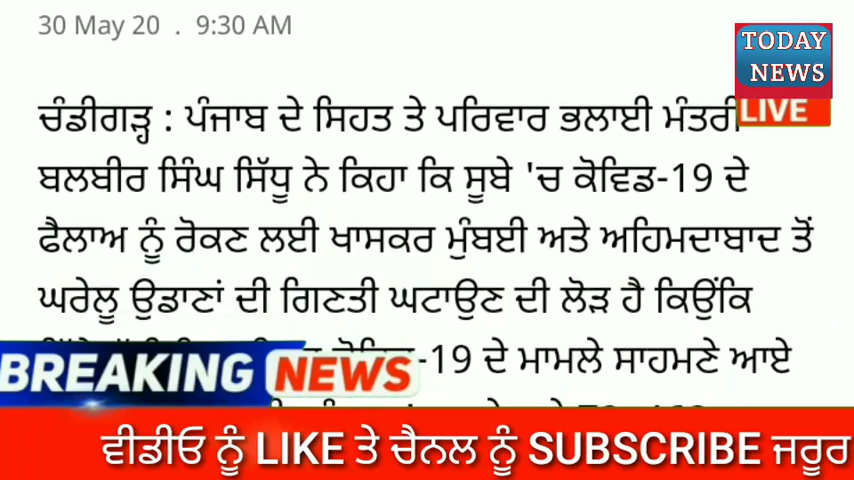 30 May 20 . 9:30 AM
TODAY
NEWS
LIVE
ਚੰਡੀਗੜ੍ਹ : ਪੰਜਾਬ ਦੇ ਸਿਹਤ ਤੇ ਪਰਿਵਾਰ ਭਲਾਈ ਮੰਤਰੀ
ਬਲਬੀਰ ਸਿੰਘ ਸਿੱਧੂ ਨੇ ਕਿਹਾ ਕਿ ਸੂਬੇ 'ਚ ਕੋਵਿਡ-19 ਦੇ
ਫੈਲਾਅ ਨੂੰ ਰੋਕਣ ਲਈ ਖਾਸਕਰ ਮੁੰਬਈ ਅਤੇ ਅਹਿਮਦਾਬਾਦ ਤੋਂ
ਘਰੇਲੂ ਉਡਾਣਾਂ ਦੀ ਗਿਣਤੀ ਘਟਾਉਣ ਦੀ ਲੋੜ ਹੈ ਕਿਉਂਕਿ
-19 ਦੇ ਮਾਮਲੇ ਸਾਹਮਣੇ ਆਏ
BREAKING NEWS
ਵੀਡੀਓ ਨੂੰ LIKE ਤੇ ਚੈਨਲ ਨੂੰ SUBSCRIBE ਜਰੂਰ